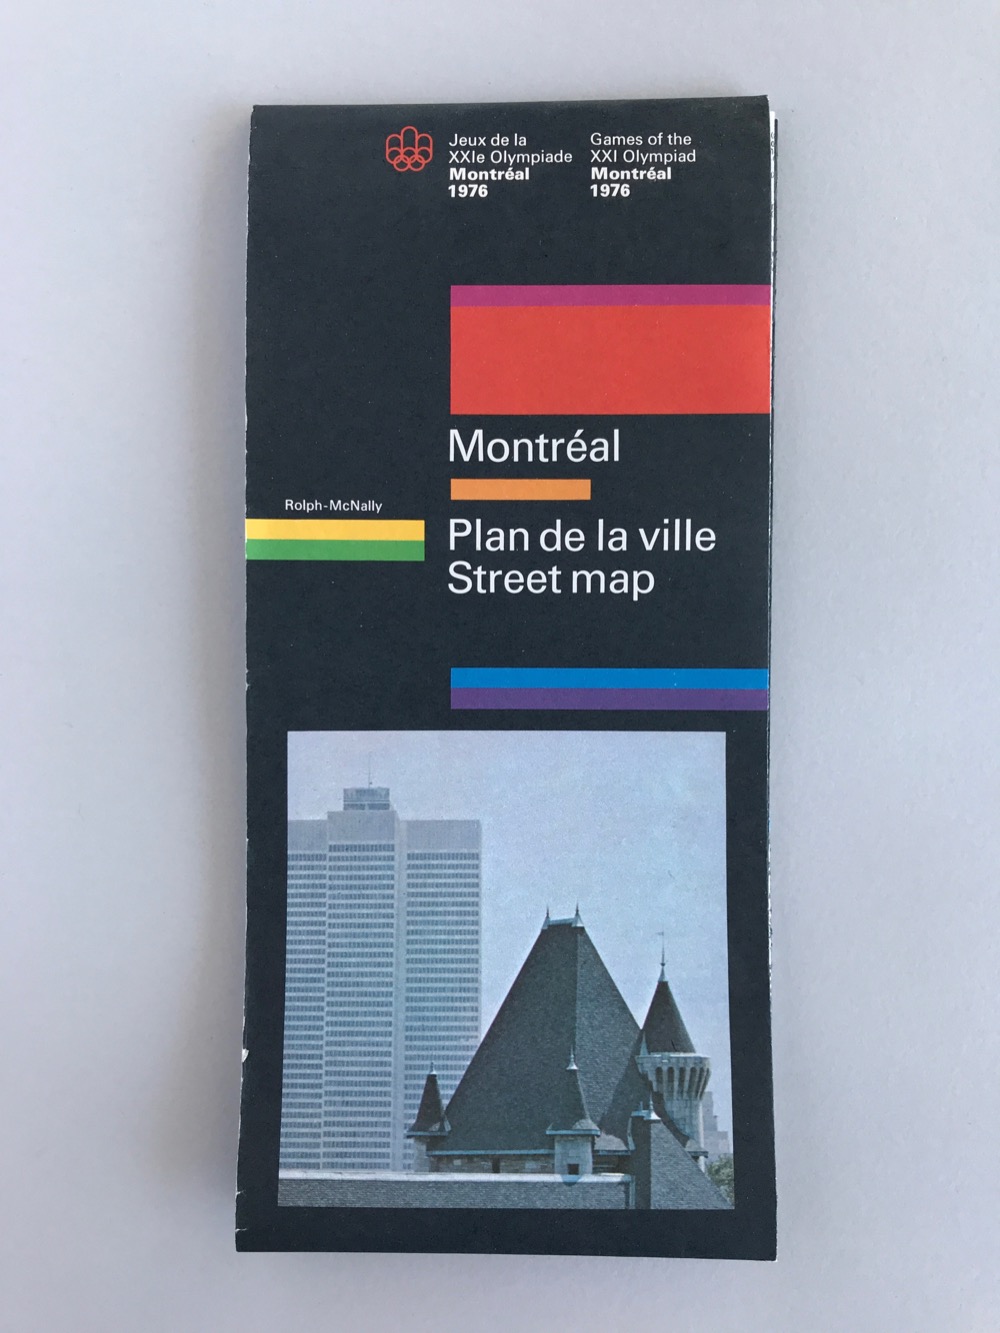 Jeux de la
XXIe Olympiade
Montréal
1976
Games of the
XXI Olympiad
Montréal
1976
Montréal
Rolph-McNally
Plan de la ville
Street map